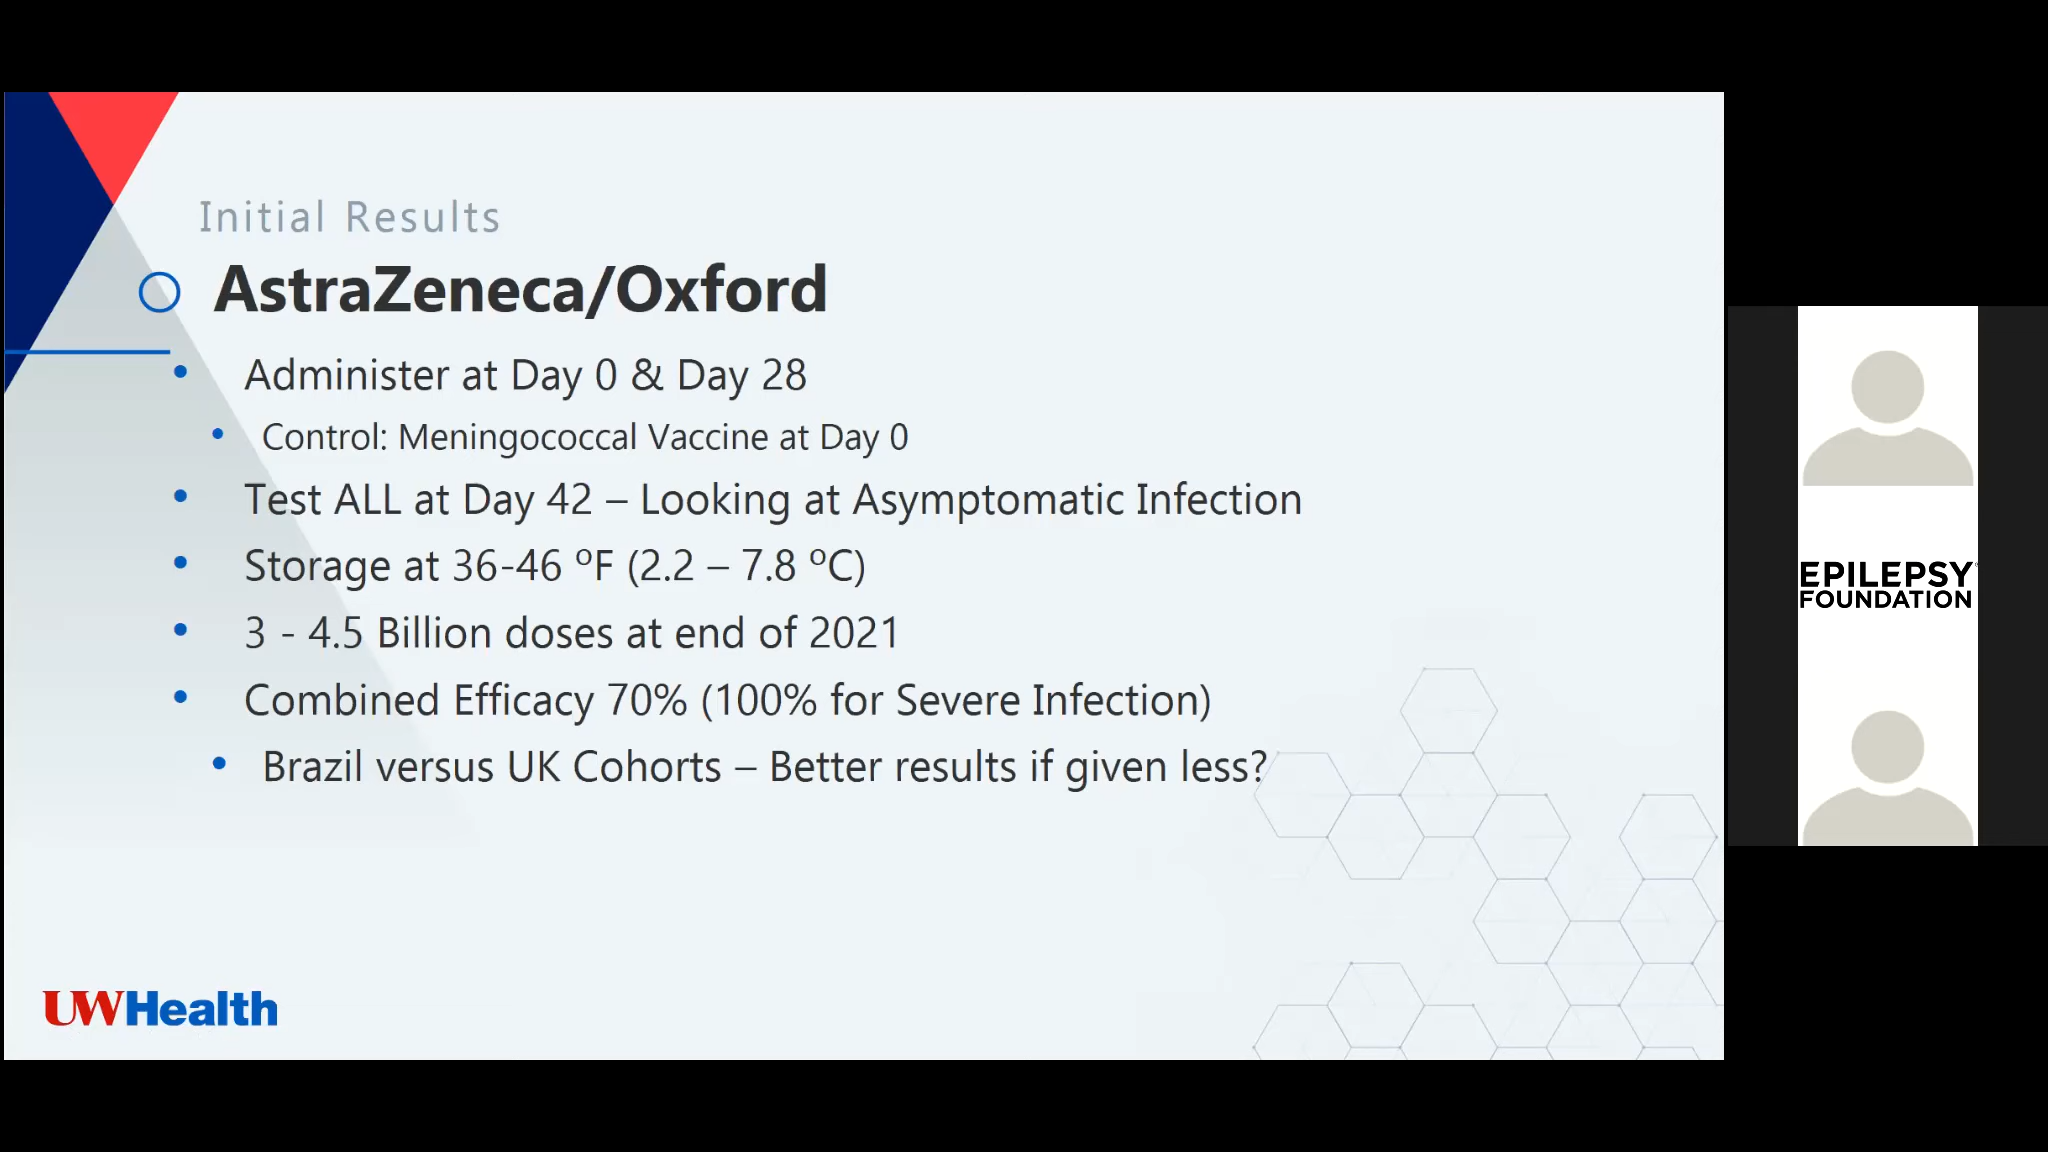 Initial Results
AstraZeneca/Oxford
• Administer at Day 0 & Day 28
• Control: Meningococcal Vaccine at Day 0
• Test ALL at Day 42 – Looking at Asymptomatic Infection
• Storage at 36-46 ºF (2.2 – 7.8 ºC)
• 3 - 4.5 Billion doses at end of 2021
• Combined Efficacy 70% (100% for Severe Infection)
• Brazil versus UK Cohorts – Better results if given less?
UWHealth
EPILEPSY
FOUNDATION